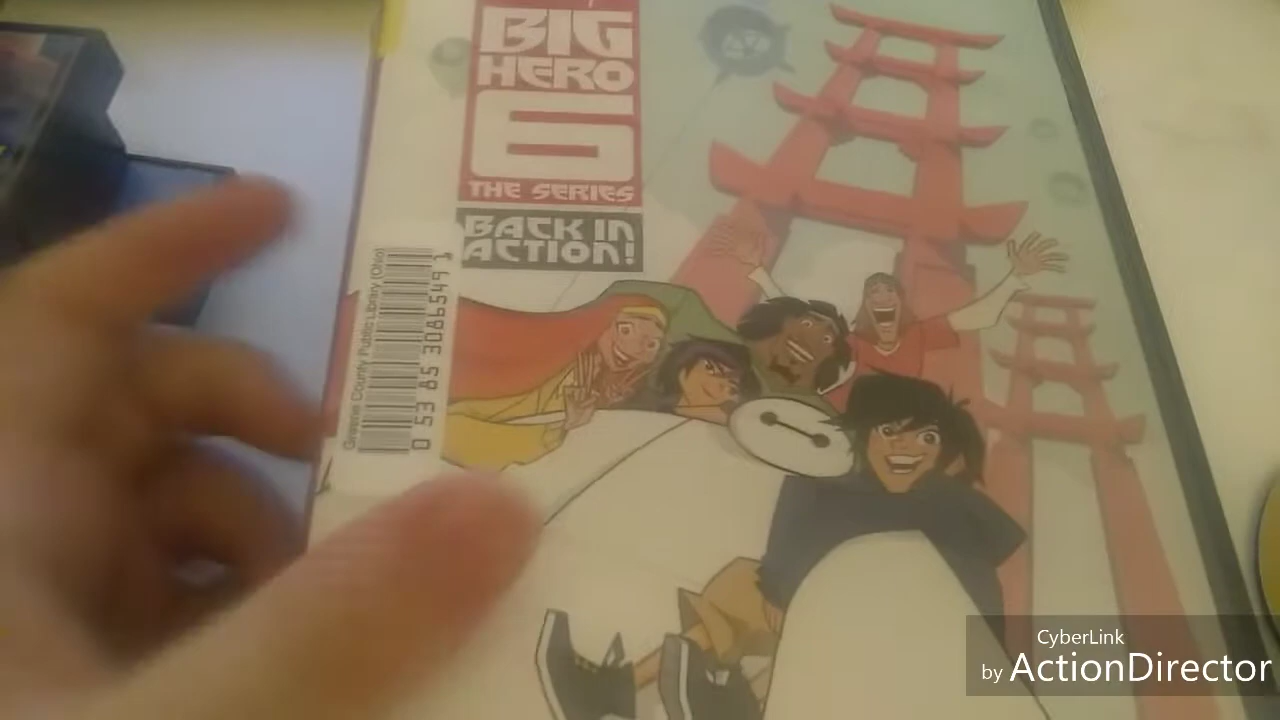 BIG
HERO
6
THE SERIES
BACK IN
ACTION!
Greene County Public Library (Ohio)
0 53 85 3086549 1
CyberLink
by ActionDirector